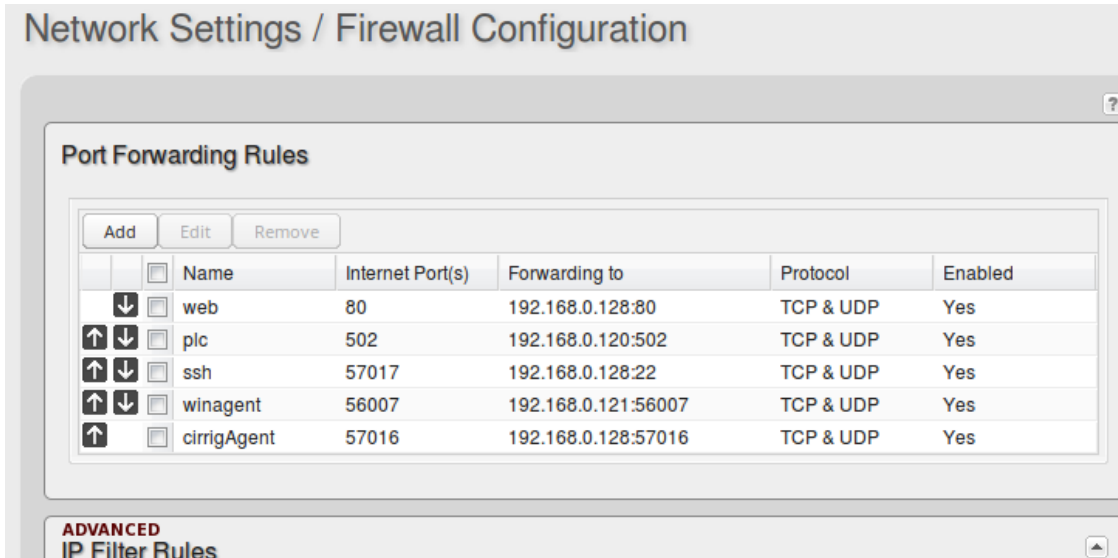 Network Settings / Firewall Configuration
?
Port Forwarding Rules
Add Edit Remove
Name Internet Port(s) Forwarding to Protocol Enabled
web 80 192.168.0.128:80 TCP & UDP Yes
plc 502 192.168.0.120:502 TCP & UDP Yes
ssh 57017 192.168.0.128:22 TCP & UDP Yes
winagent 56007 192.168.0.121:56007 TCP & UDP Yes
cirrigAgent 57016 192.168.0.128:57016 TCP & UDP Yes
ADVANCED
IP Filter Rules